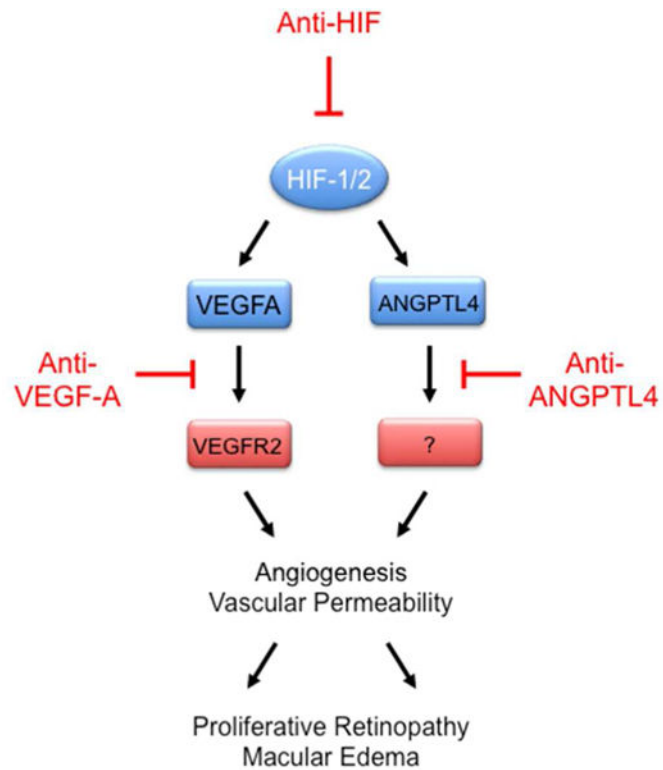 Anti-HIF
HIF-1/2
VEGFA
ANGPTL4
Anti-
VEGF-A
Anti-
ANGPTL4
VEGFR2
?
Angiogenesis
Vascular Permeability
Proliferative Retinopathy
Macular Edema